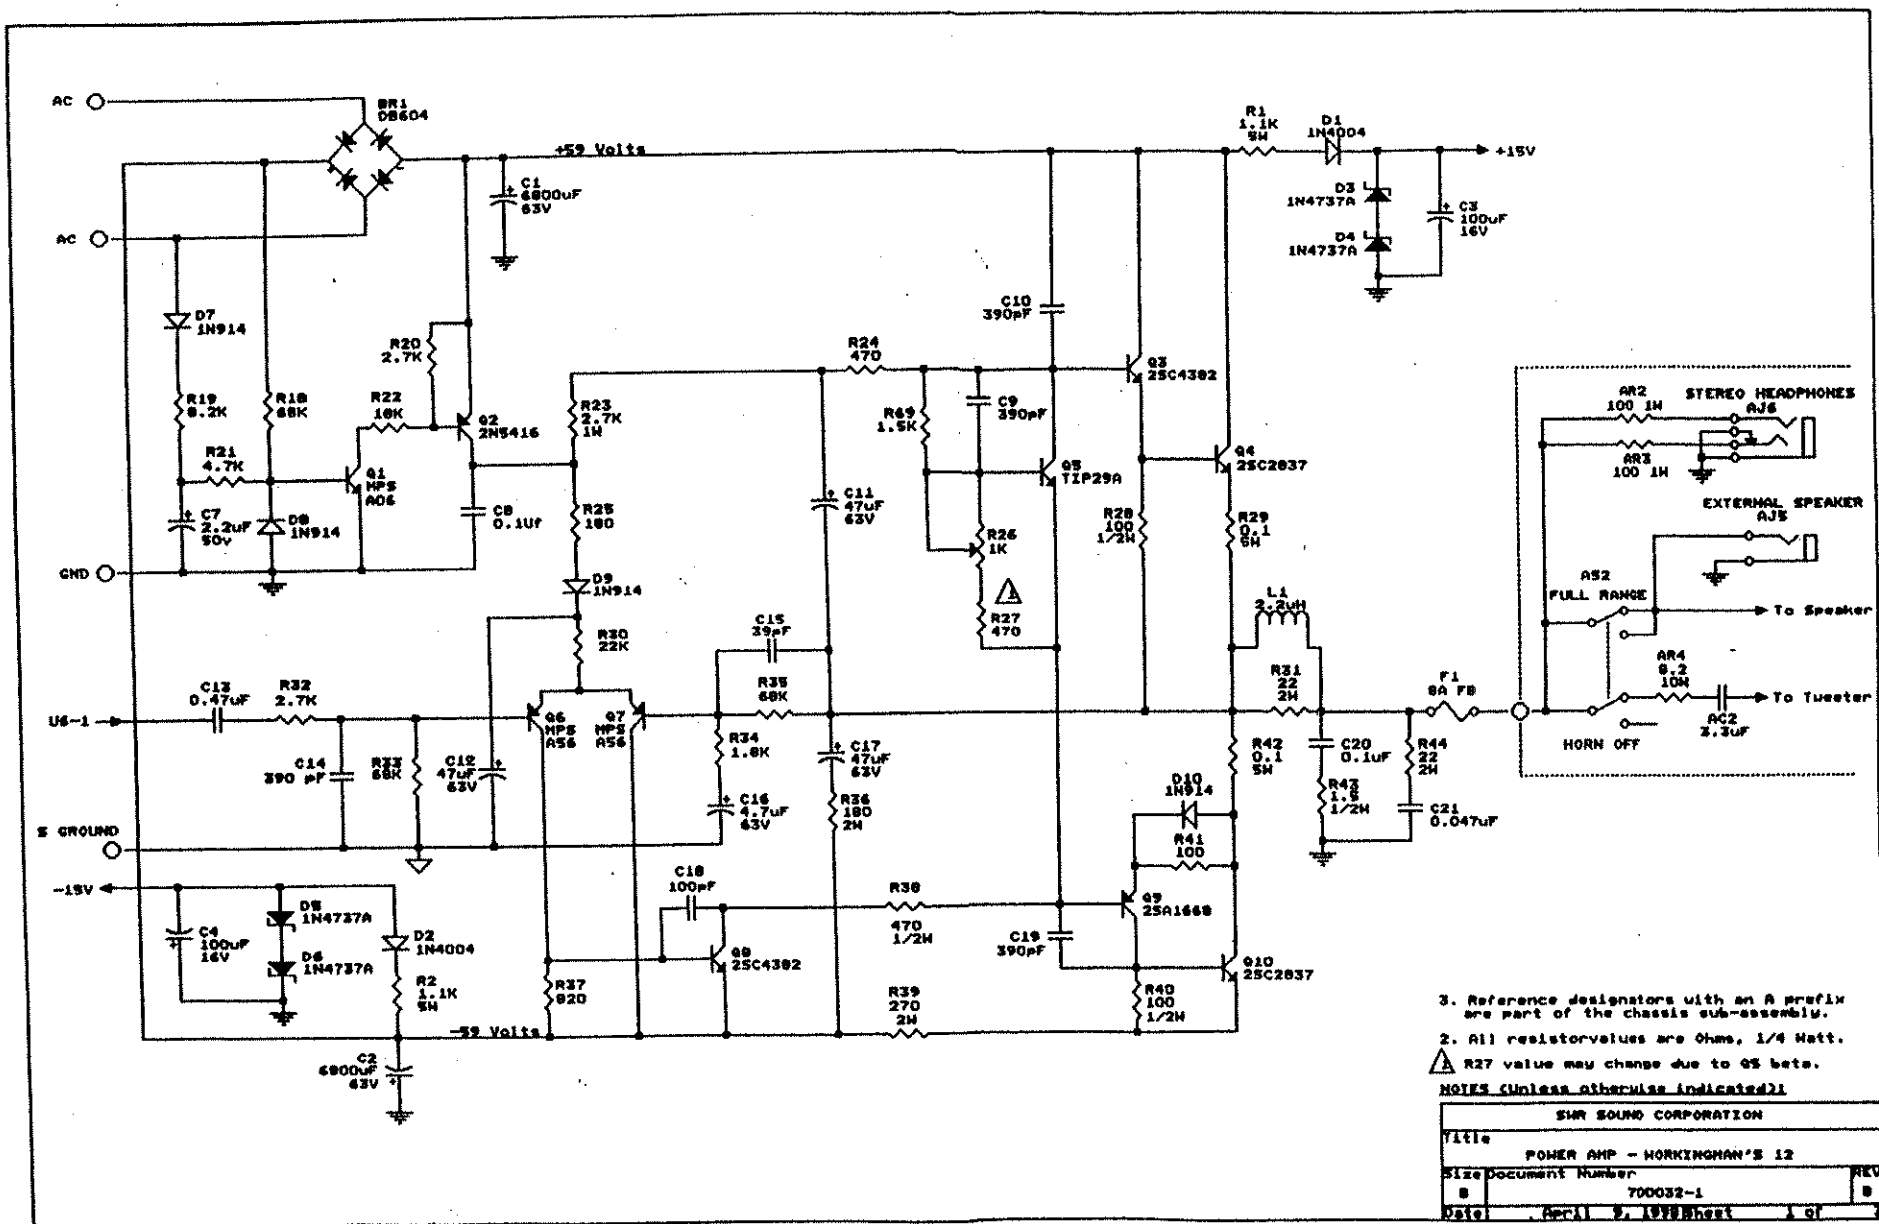 AC
BR1
DB604
+59 Volts
C1
6800uF
63V
R1
1.1K
5W
D1
1N4004
+15V
D3
1N4737A
D4
1N4737A
C3
100uF
16V
AC
D7
1N914
R19
8.2K
R18
68K
R20
2.7K
R22
10K
Q2
2N5416
R21
4.7K
Q1
MPS
A06
C7
2.2uF
50v
D8
1N914
C8
0.1Uf
GND
R23
2.7K
1W
R25
180
D9
1N914
R30
22K
R24
470
C10
390pF
R69
1.5K
C9
390pF
C11
47uF
63V
Q5
TIP29A
R26
1K
R27
470
Q3
2SC4382
Q4
2SC2837
R28
100
1/2W
R29
0.1
5W
L1
2.2uH
R31
22
2W
F1
8A FB
AR2
100 1W
STEREO HEADPHONES
AJ6
AR3
100 1W
EXTERNAL SPEAKER
AJ5
AS2
FULL RANGE
To Speaker
AR4
8.2
10W
To Tweeter
AC2
3.3uF
HORN OFF
U6-1
C13
0.47uF
R32
2.7K
C14
390 pF
R33
68K
C12
47uF
63V
Q6
MPS
A56
Q7
MPS
A56
C15
39pF
R35
68K
R34
1.8K
C16
4.7uF
63V
C17
47uF
63V
R36
180
2W
R42
0.1
5W
C20
0.1uF
R43
1.5
1/2W
R44
22
2W
C21
0.047uF
D10
1N914
R41
100
S GROUND
-15V
C4
100uF
16V
D5
1N4737A
D6
1N4737A
D2
1N4004
R2
1.1K
5W
C18
100pF
R38
470
1/2W
Q8
2SC4382
R37
820
R39
270
2W
C19
390pF
Q9
2SA1668
Q10
2SC2837
R40
100
1/2W
-59 Volts
C2
6800uF
63V
3. Reference designators with an A prefix
are part of the chassis sub-assembly.
2. All resistorvalues are Ohms, 1/4 Watt.
1 R27 value may change due to Q5 beta.
NOTES (Unless otherwise indicated):
SWR SOUND CORPORATION
Title
POWER AMP - WORKINGMAN'S 12
Size
Document Number
REV
B
700032-1
B
Date:
April 9, 1998
Sheet 1 of